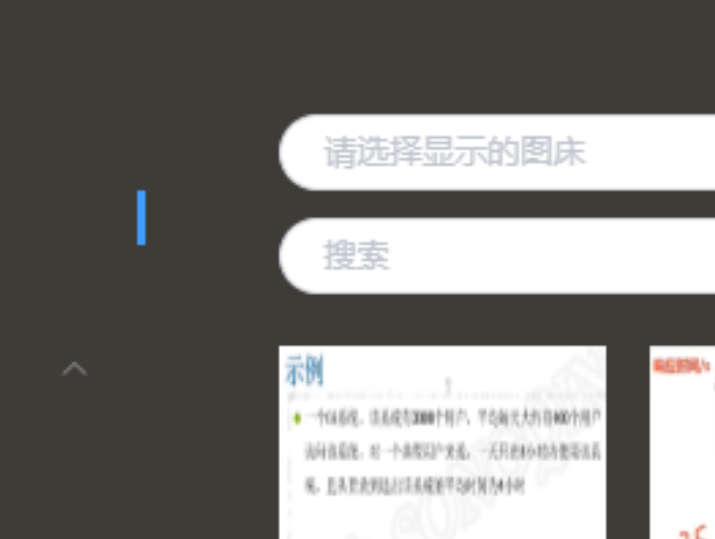 请选择显示的图床
搜索
示例
一个OA系统，该系统有3000个用户，平均每天大约有400个用户
访问该系统，对一个典型用户来说，一天只在8小时内使用该系
统，且从登录到退出该系统的平均时间为4小时
响应时间/s